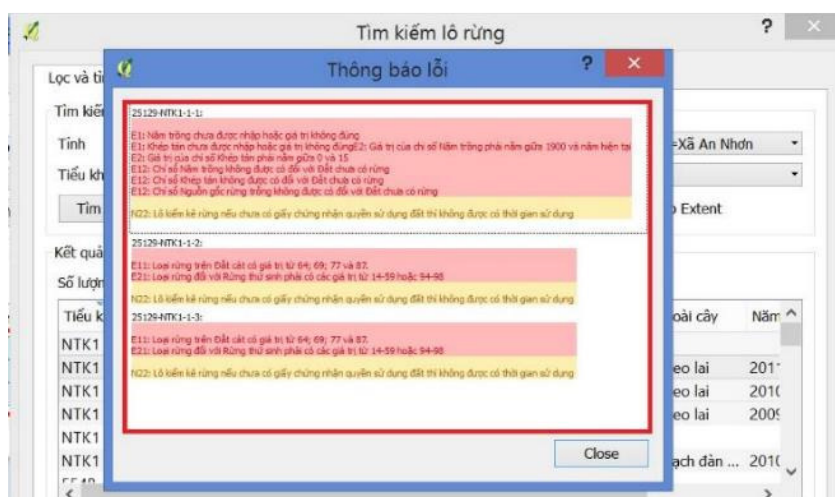 Tìm kiếm lô rừng
?
Thông báo lỗi
?
Lọc và tì
Tìm kiế
Tỉnh
=Xã An Nhơn
Tiểu kh
Tìm
Extent
Kết quả
Số lượn
Tiểu k
oài cây
Năm
NTK1
NTK1
eo lai
201
NTK1
eo lai
2010
NTK1
eo lai
2009
NTK1
NTK1
ạch đàn ...
2010
25129-NTK1-1-1:
E1: Năm trồng chưa được nhập hoặc giá trị không đúng
E1: Khép tán chưa được nhập hoặc giá trị không đúngE2: Giá trị của chỉ số Năm trồng phải nằm giữa 1900 và năm hiện tại
E2: Giá trị của chỉ số Khép tán phải nằm giữa 0 và 15
E12: Chỉ số Năm trồng không được có đối với Đất chưa có rừng
E12: Chỉ số Khép tán không được có đối với Đất chưa có rừng
E12: Chỉ số Nguồn gốc rừng trồng không được có đối với Đất chưa có rừng
N22: Lô kiểm kê rừng nếu chưa có giấy chứng nhận quyền sử dụng đất thì không được có thời gian sử dụng
25129-NTK1-1-2:
E11: Loại rừng trên Đất cát có giá trị từ 64; 69; 77 và 87.
E21: Loại rừng đối với Rừng thứ sinh phải có các giá trị từ 14-59 hoặc 94-98
N22: Lô kiểm kê rừng nếu chưa có giấy chứng nhận quyền sử dụng đất thì không được có thời gian sử dụng
25129-NTK1-1-3:
E11: Loại rừng trên Đất cát có giá trị từ 64; 69; 77 và 87.
E21: Loại rừng đối với Rừng thứ sinh phải có các giá trị từ 14-59 hoặc 94-98
N22: Lô kiểm kê rừng nếu chưa có giấy chứng nhận quyền sử dụng đất thì không được có thời gian sử dụng
Close